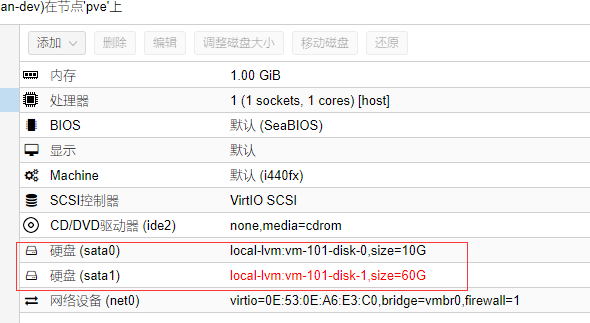 an-dev)在节点'pve'上
添加 删除 编辑 调整磁盘大小 移动磁盘 还原
内存 1.00 GiB
处理器 1 (1 sockets, 1 cores) [host]
BIOS 默认 (SeaBIOS)
显示 默认
Machine 默认 (i440fx)
SCSI控制器 VirtIO SCSI
CD/DVD驱动器 (ide2) none,media=cdrom
硬盘 (sata0) local-lvm:vm-101-disk-0,size=10G
硬盘 (sata1) local-lvm:vm-101-disk-1,size=60G
网络设备 (net0) virtio=0E:53:0E:A6:E3:C0,bridge=vmbr0,firewall=1